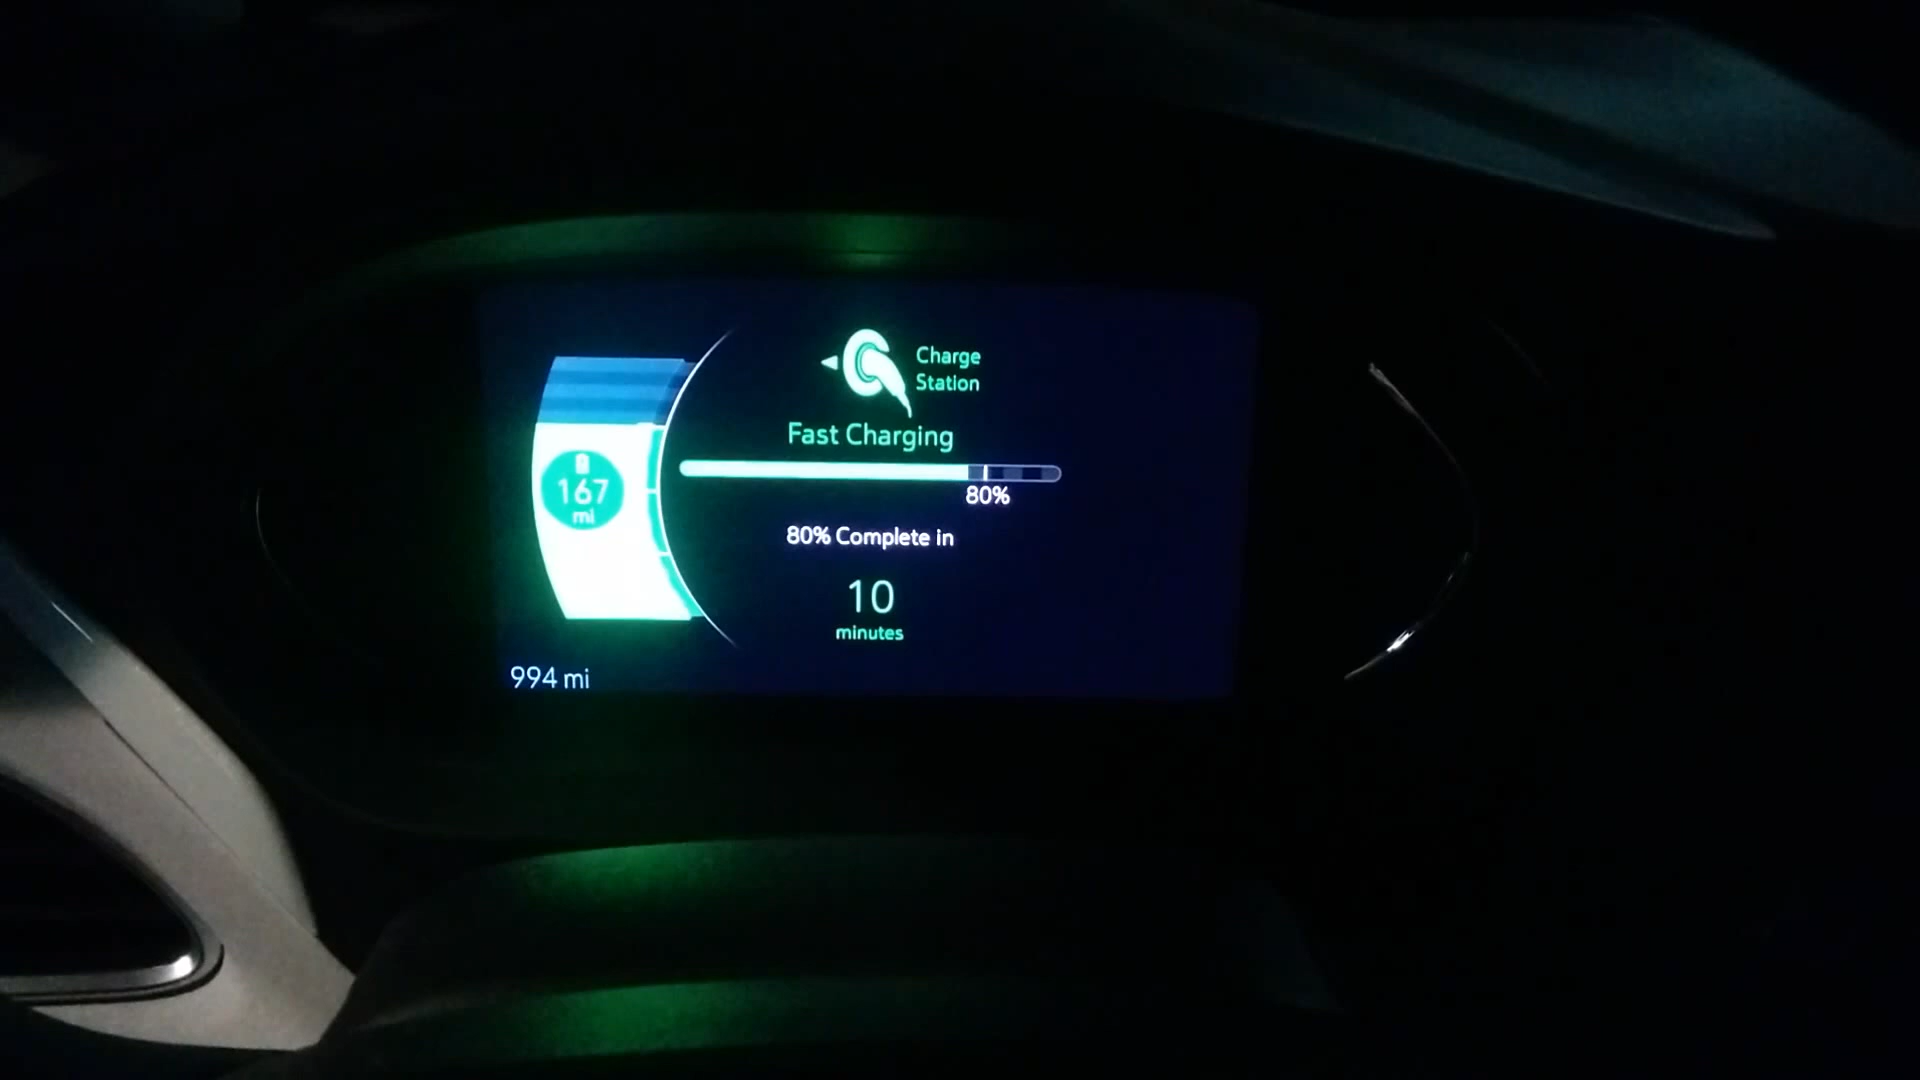 Charge
Station
Fast Charging
80%
167
mi
80% Complete in
10
minutes
994 mi